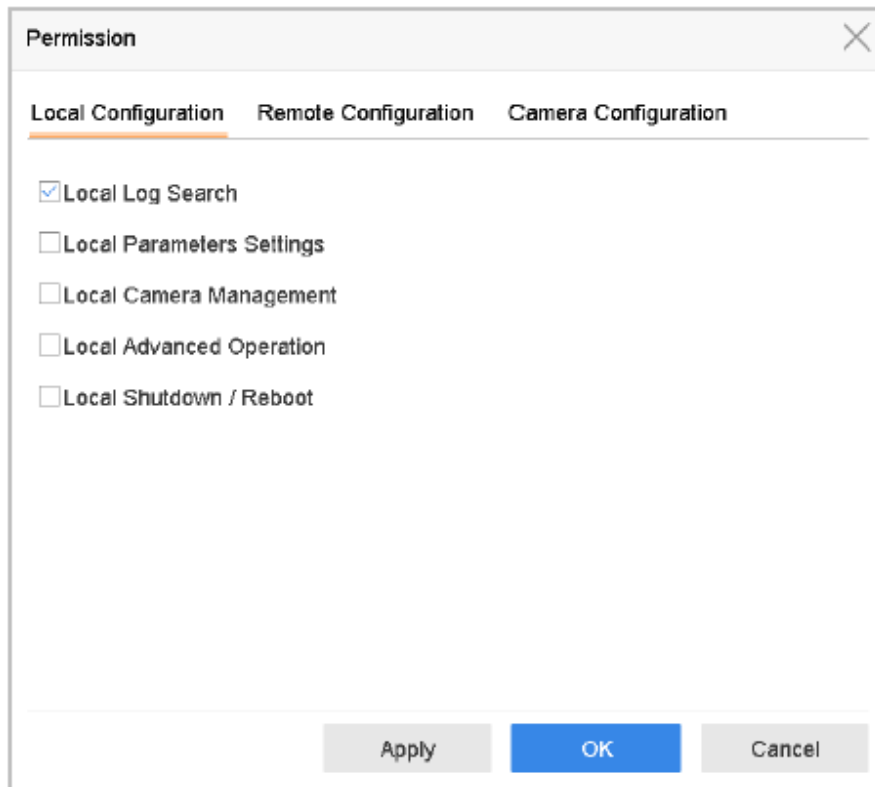 Permission
Local Configuration Remote Configuration Camera Configuration
Local Log Search
Local Parameters Settings
Local Camera Management
Local Advanced Operation
Local Shutdown / Reboot
Apply OK Cancel